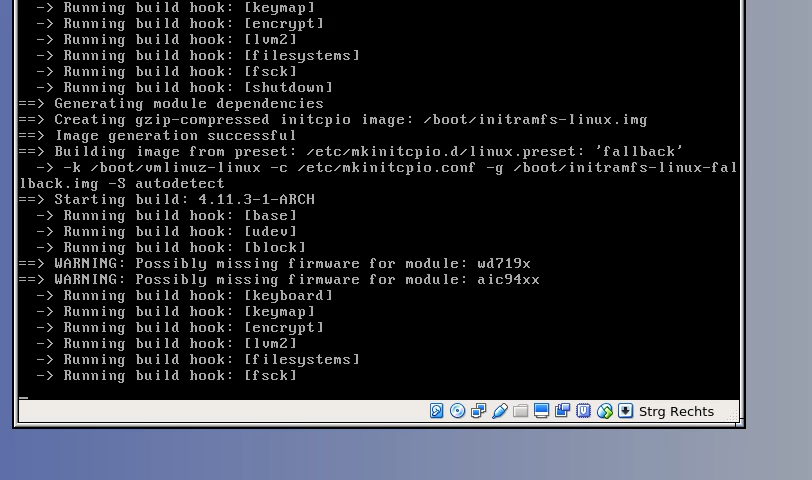 -> Running build hook: [keymap]
-> Running build hook: [encrypt]
-> Running build hook: [lvm2]
-> Running build hook: [filesystems]
-> Running build hook: [fsck]
-> Running build hook: [shutdown]
==> Generating module dependencies
==> Creating gzip-compressed initcpio image: /boot/initramfs-linux.img
==> Image generation successful
==> Building image from preset: /etc/mkinitcpio.d/linux.preset: 'fallback'
-> -k /boot/vmlinuz-linux -c /etc/mkinitcpio.conf -g /boot/initramfs-linux-fal
lback.img -S autodetect
==> Starting build: 4.11.3-1-ARCH
-> Running build hook: [base]
-> Running build hook: [udev]
-> Running build hook: [block]
==> WARNING: Possibly missing firmware for module: wd719x
==> WARNING: Possibly missing firmware for module: aic94xx
-> Running build hook: [keyboard]
-> Running build hook: [keymap]
-> Running build hook: [encrypt]
-> Running build hook: [lvm2]
-> Running build hook: [filesystems]
-> Running build hook: [fsck]
Strg Rechts